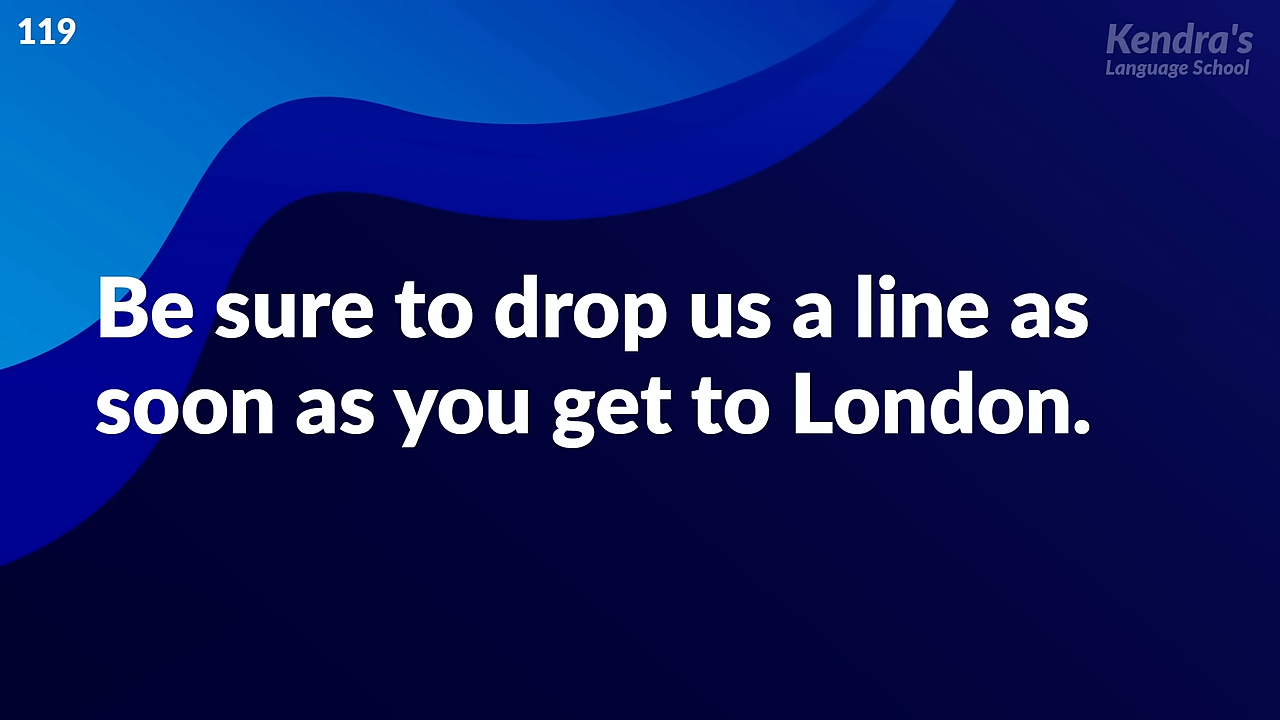 119
Kendra's
Language School
Be sure to drop us a line as
soon as you get to London.